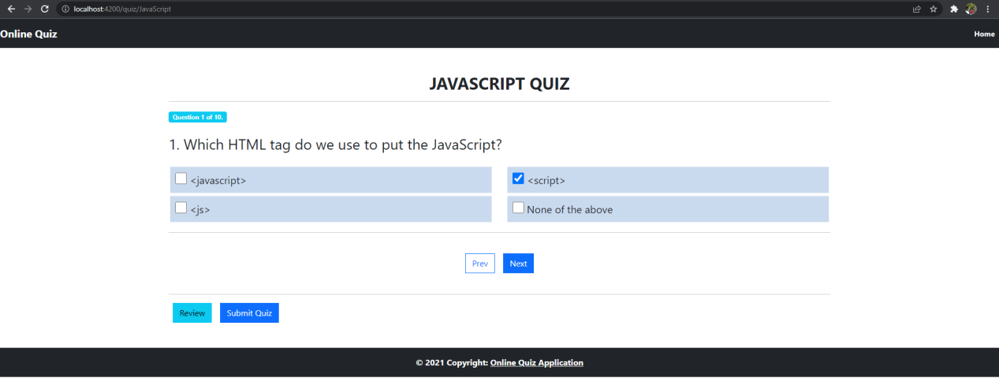 localhost:4200/quiz/JavaScript
Online Quiz
Home
JAVASCRIPT QUIZ
Question 1 of 10.
1. Which HTML tag do we use to put the JavaScript?
<javascript>
<script>
<js>
None of the above
Prev
Next
Review
Submit Quiz
© 2021 Copyright: Online Quiz Application